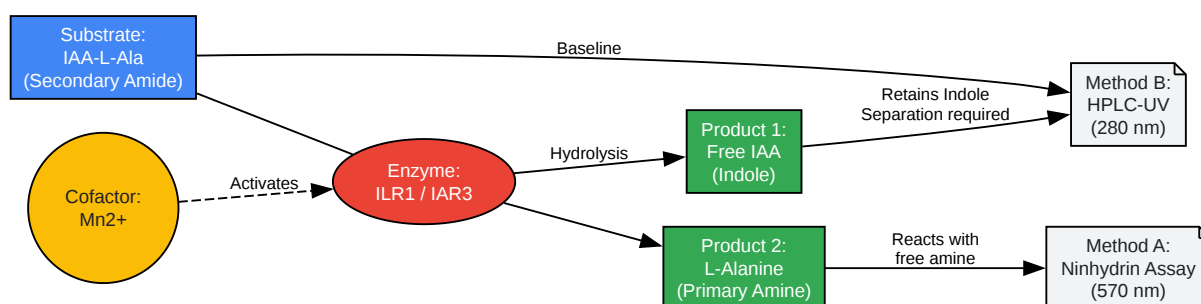 Substrate:
IAA-L-Ala
(Secondary Amide)
Baseline
Method B:
HPLC-UV
(280 nm)
Retains Indole
Separation required
Product 1:
Free IAA
(Indole)
Hydrolysis
Enzyme:
ILR1 / IAR3
Activates
Cofactor:
Mn2+
Product 2:
L-Alanine
(Primary Amine)
Reacts with
free amine
Method A:
Ninhydrin Assay
(570 nm)